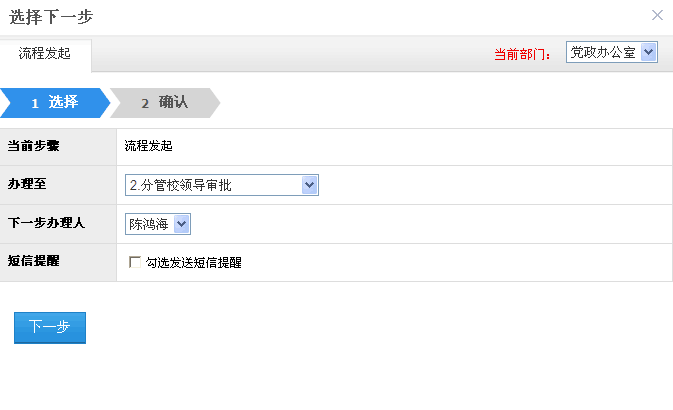 选择下一步
流程发起
当前部门：
党政办公室
1 选择
2 确认
当前步骤 流程发起
办理至 2.分管校领导审批
下一步办理人 陈鸿海
短信提醒 勾选发送短信提醒
下一步